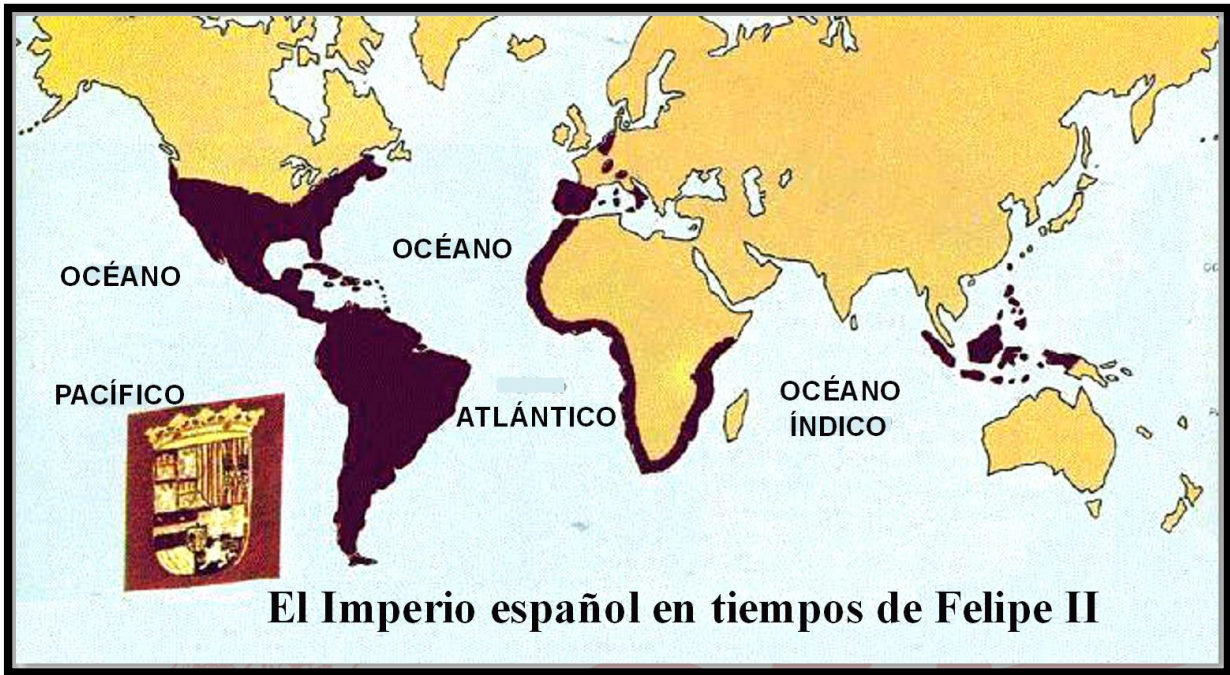 OCÉANO
OCÉANO
PACÍFICO
ATLÁNTICO
OCÉANO
ÍNDICO
El Imperio español en tiempos de Felipe II